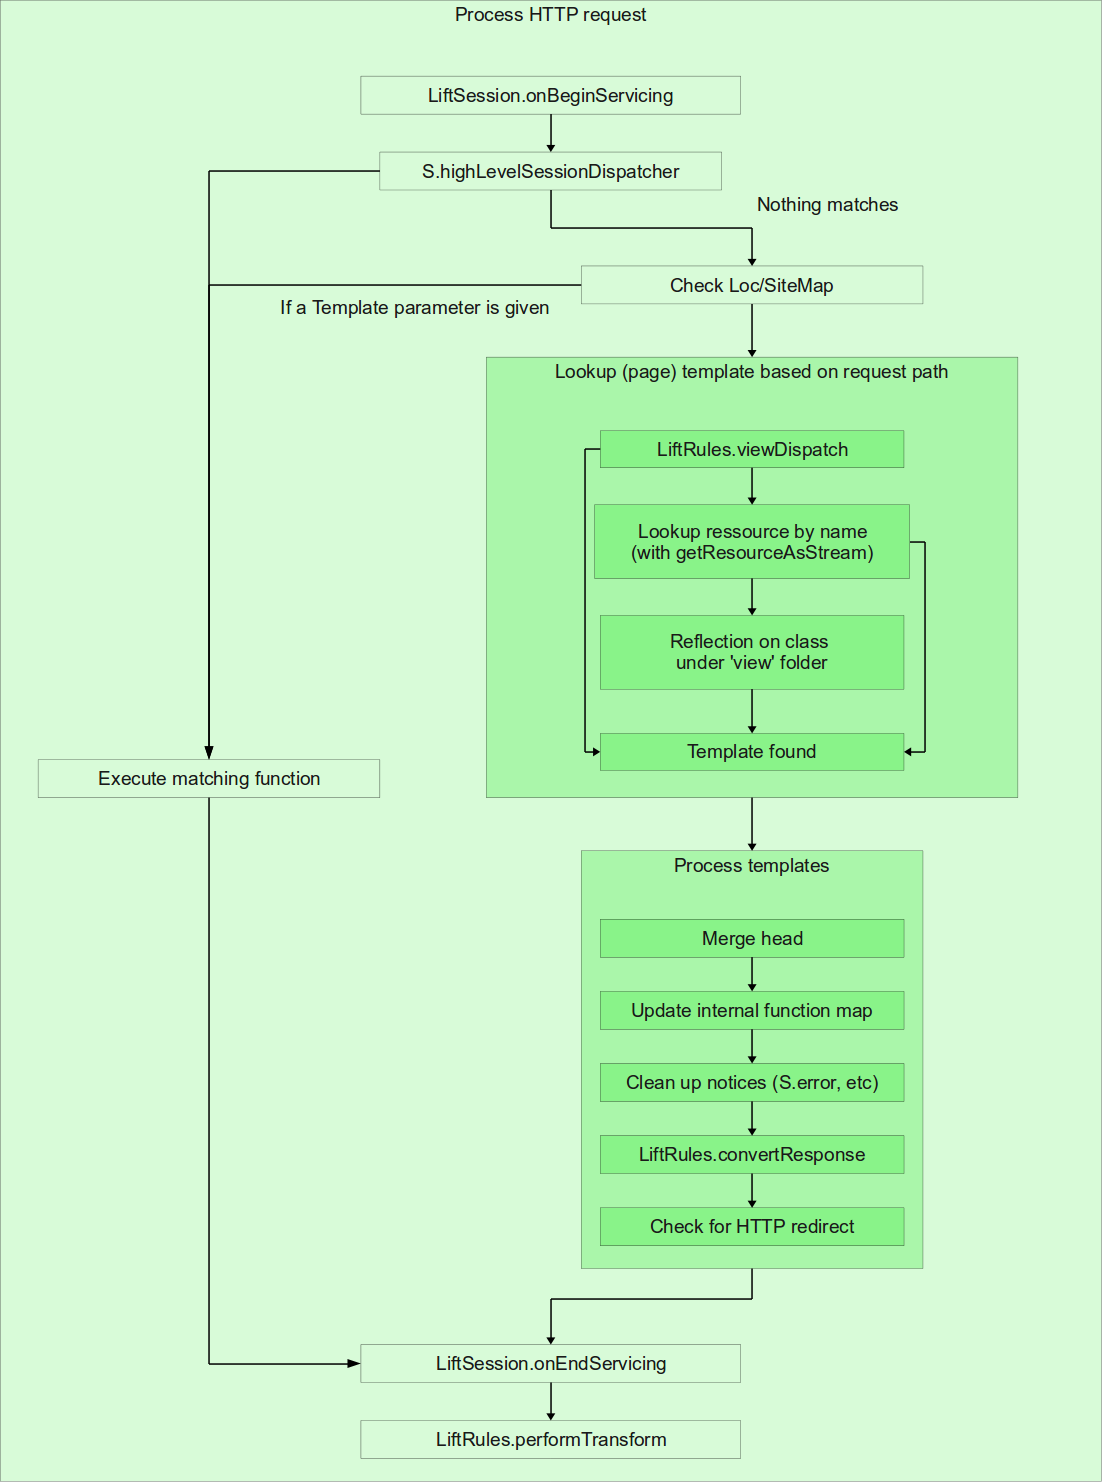 Process HTTP request
LiftSession.onBeginServicing
S.highLevelSessionDispatcher
Nothing matches
Check Loc/SiteMap
If a Template parameter is given
Lookup (page) template based on request path
LiftRules.viewDispatch
Lookup ressource by name
(with getResourceAsStream)
Reflection on class
under 'view' folder
Template found
Execute matching function
Process templates
Merge head
Update internal function map
Clean up notices (S.error, etc)
LiftRules.convertResponse
Check for HTTP redirect
LiftSession.onEndServicing
LiftRules.performTransform